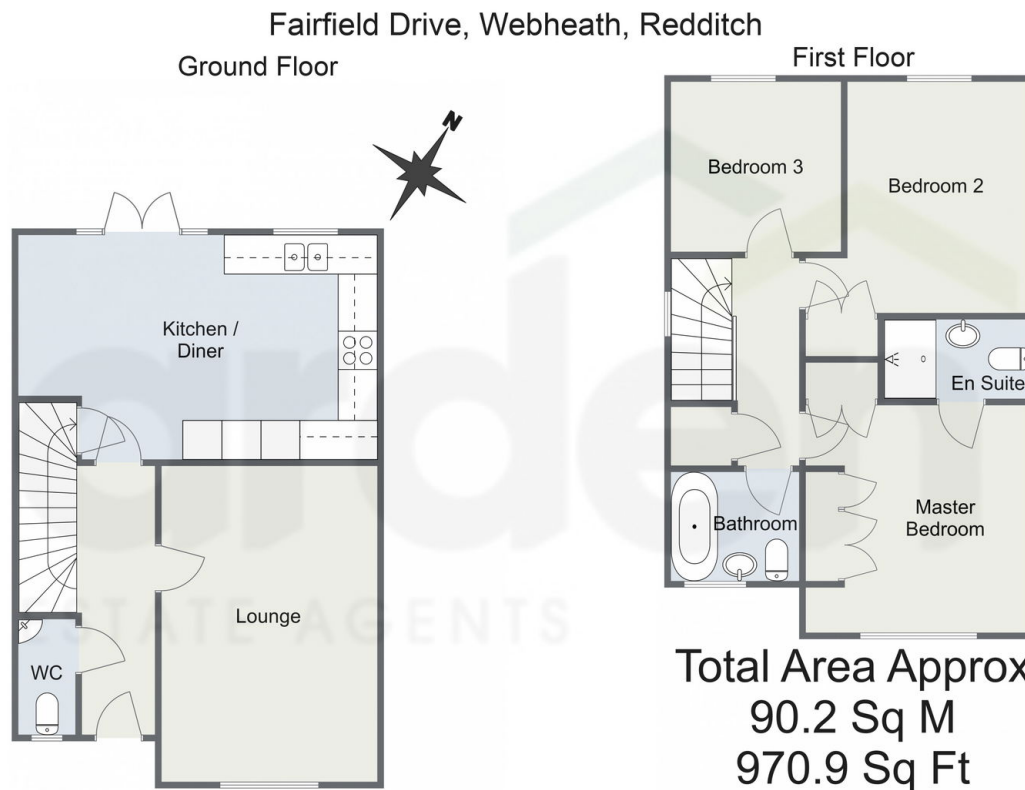 Fairfield Drive, Webheath, Redditch
Ground Floor
N
Kitchen /
Diner
Lounge
WC
First Floor
Bedroom 3
Bedroom 2
En Suite
Master
Bedroom
Bathroom
arden
ESTATE AGENTS
Total Area Approx
90.2 Sq M
970.9 Sq Ft